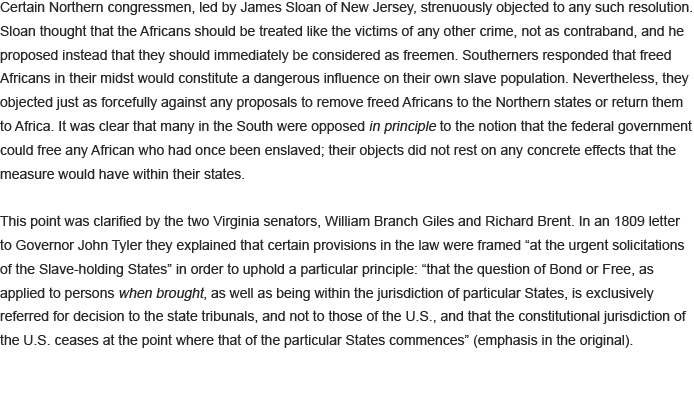 Certain Northern congressmen, led by James Sloan of New Jersey, strenuously objected to any such resolution.
Sloan thought that the Africans should be treated like the victims of any other crime, not as contraband, and he
proposed instead that they should immediately be considered as freemen. Southerners responded that freed
Africans in their midst would constitute a dangerous influence on their own slave population. Nevertheless, they
objected just as forcefully against any proposals to remove freed Africans to the Northern states or return them
to Africa. It was clear that many in the South were opposed in principle to the notion that the federal government
could free any African who had once been enslaved; their objects did not rest on any concrete effects that the
measure would have within their states.

This point was clarified by the two Virginia senators, William Branch Giles and Richard Brent. In an 1809 letter
to Governor John Tyler they explained that certain provisions in the law were framed “at the urgent solicitations
of the Slave-holding States” in order to uphold a particular principle: “that the question of Bond or Free, as
applied to persons when brought, as well as being within the jurisdiction of particular States, is exclusively
referred for decision to the state tribunals, and not to those of the U.S., and that the constitutional jurisdiction of
the U.S. ceases at the point where that of the particular States commences” (emphasis in the original).